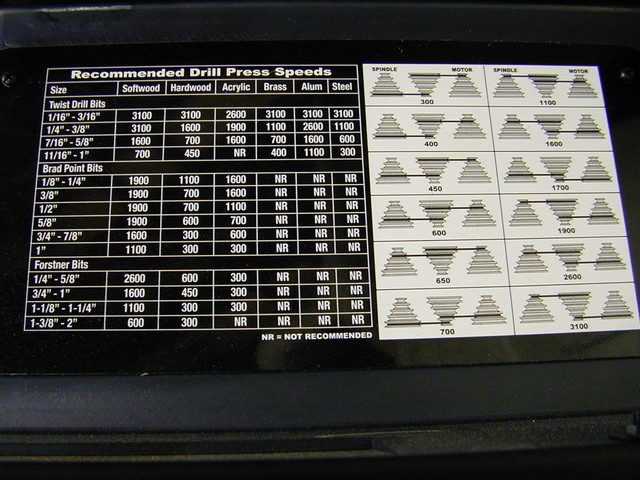 Recommended Drill Press Speeds
Size Softwood Hardwood Acrylic Brass Alum Steel
Twist Drill Bits
1/16" - 3/16" 3100 3100 2600 3100 3100 3100
1/4" - 3/8" 3100 1600 1900 1100 2600 1100
7/16" - 5/8" 1600 700 1600 700 1600 600
11/16" - 1" 700 450 NR 400 1100 300
Brad Point Bits
1/8" - 1/4" 1900 1100 1600 NR NR NR
3/8" 1900 700 1600 NR NR NR
1/2" 1900 700 1100 NR NR NR
5/8" 1900 600 700 NR NR NR
3/4" - 7/8" 1600 300 600 NR NR NR
1" 1100 300 300 NR NR NR
Forstner Bits
1/4" - 5/8" 2600 600 300 NR NR NR
3/4" - 1" 1600 450 300 NR NR NR
1-1/8" - 1-1/4" 1100 300 300 NR NR NR
1-3/8" - 2" 600 300 NR NR NR NR
NR = NOT RECOMMENDED
SPINDLE MOTOR SPINDLE MOTOR
300 1100
400 1600
450 1700
600 1900
650 2600
700 3100